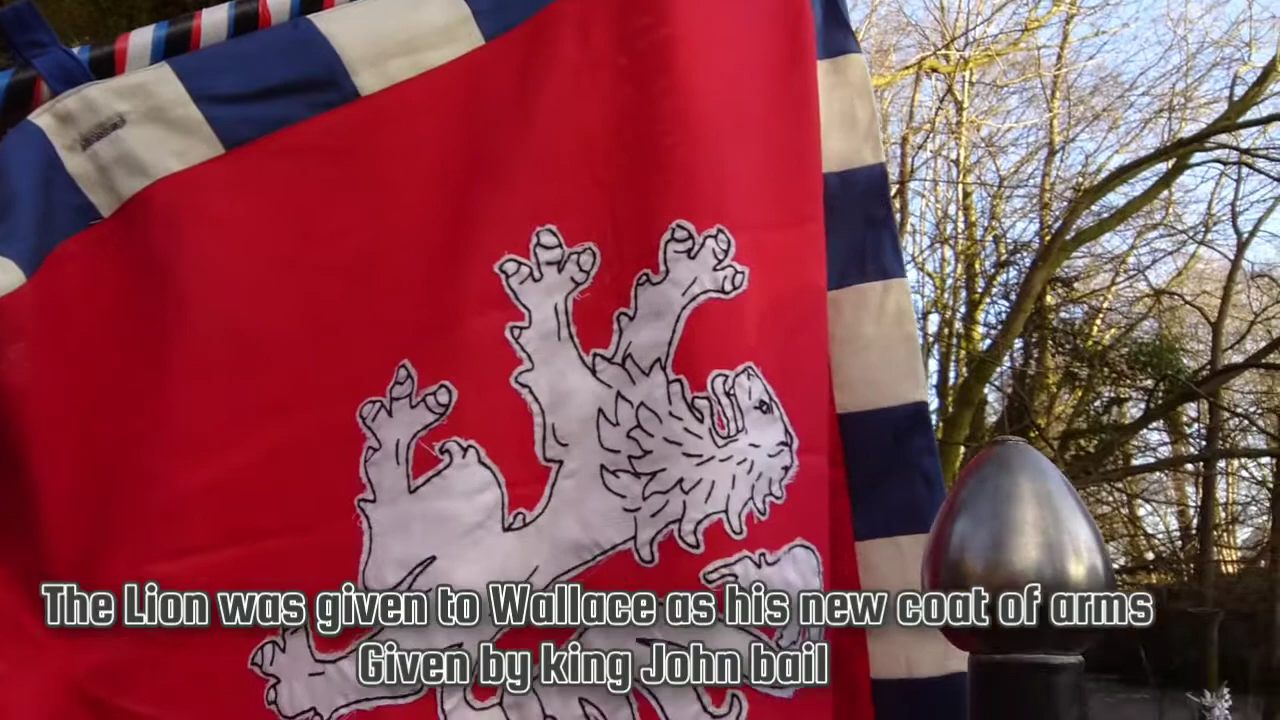 The Lion was given to Wallace as his new coat of arms
Given by king John bail